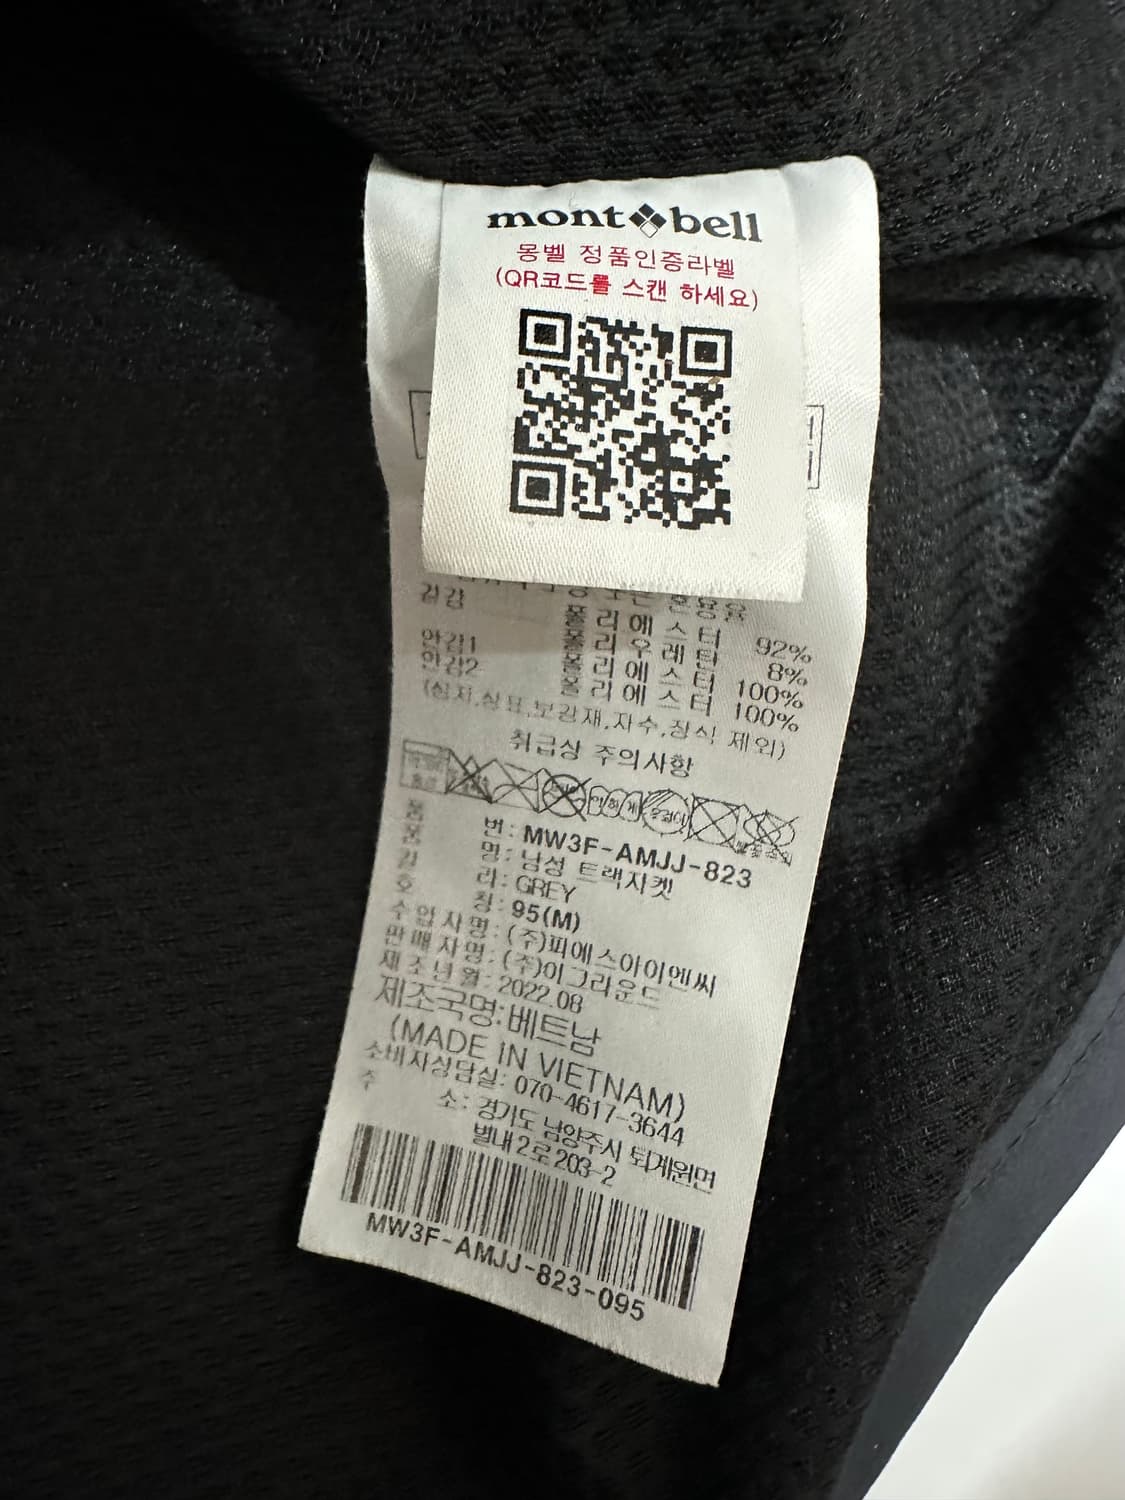 mont bell
몽벨 정품인증라벨
(QR코드를 스캔 하세요)
혼용율
겉감 폴리에스터 92%
폴리우레탄 8%
안감1 폴리에스터 100%
안감2 폴리에스터 100%
(심지,상표,보강재,자수,장식 제외)
취급상 주의사항
품 번: MW3F-AMJJ-823
품 명: 남성 트랙자켓
칼 라: GREY
호 칭: 95(M)
수입자명: (주)피에스아이엔씨
판매자명: (주)이그라운드
제조년월: 2022.08
제조국명: 베트남
(MADE IN VIETNAM)
소비자상담실: 070-4617-3644
주 소: 경기도 남양주시 퇴계원면
별내2로 203-2
MW3F-AMJJ-823-095